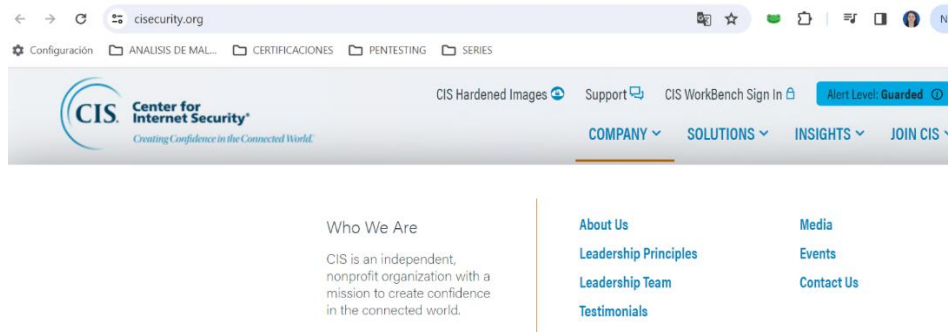 cisecurity.org
Configuración ANALISIS DE MAL... CERTIFICACIONES PENTESTING SERIES
CIS Hardened Images Support CIS WorkBench Sign In Alert Level: Guarded
CIS. Center for
Internet Security®
Creating Confidence in the Connected World.
COMPANY SOLUTIONS INSIGHTS JOIN CIS
Who We Are
CIS is an independent,
nonprofit organization with a
mission to create confidence
in the connected world.
About Us
Leadership Principles
Leadership Team
Testimonials
Media
Events
Contact Us